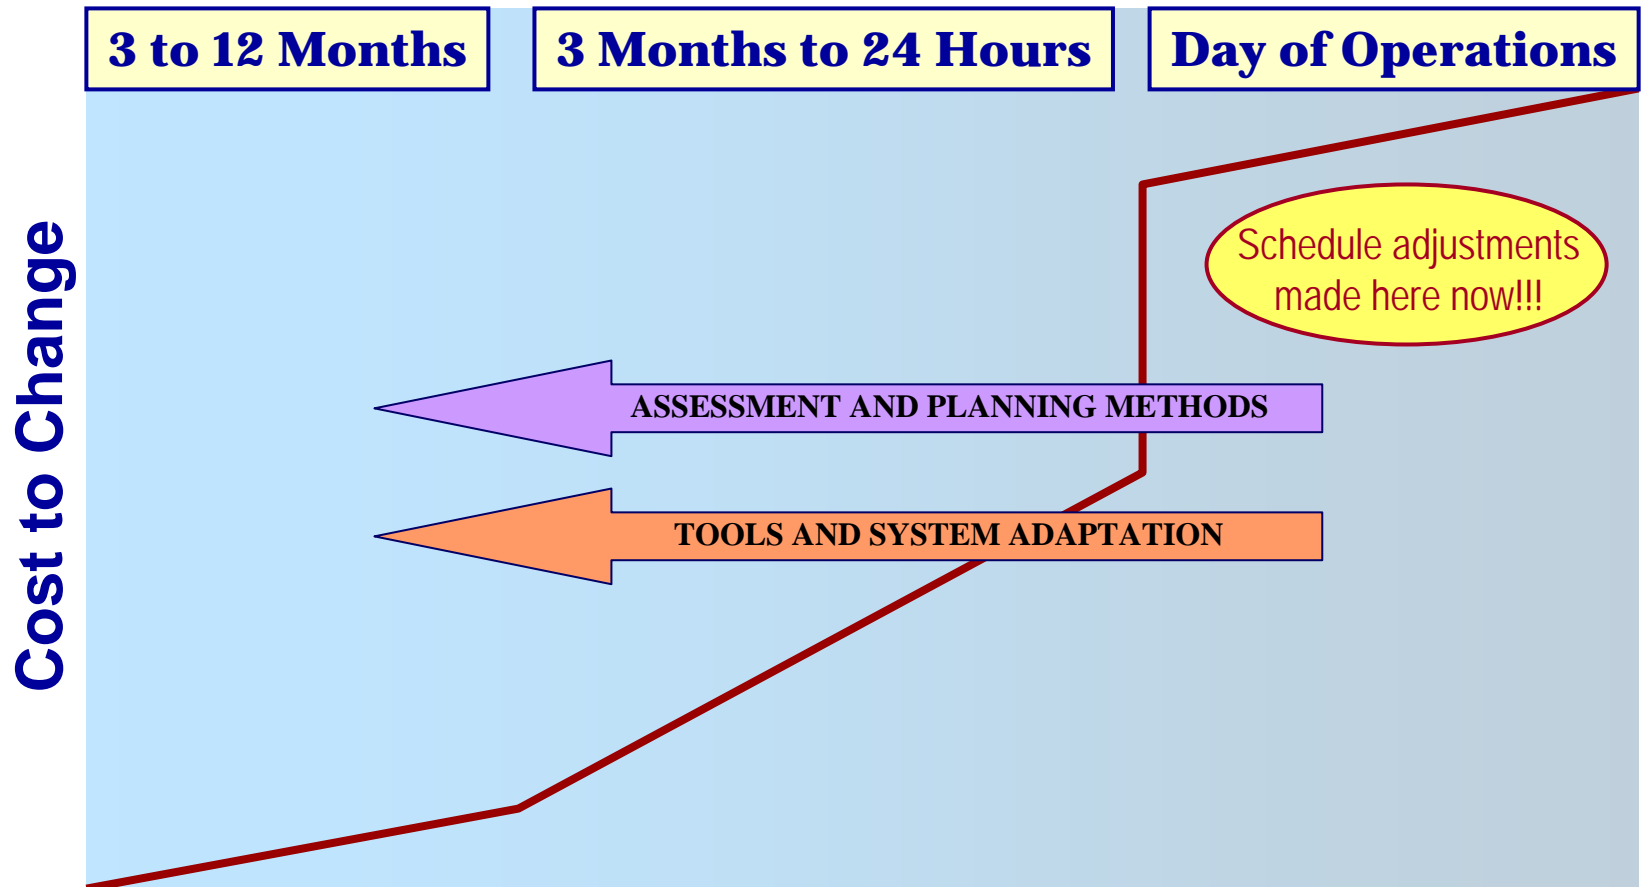 3 to 12 Months
3 Months to 24 Hours
Day of Operations
Cost to Change
Schedule adjustments
made here now!!!
ASSESSMENT AND PLANNING METHODS
TOOLS AND SYSTEM ADAPTATION